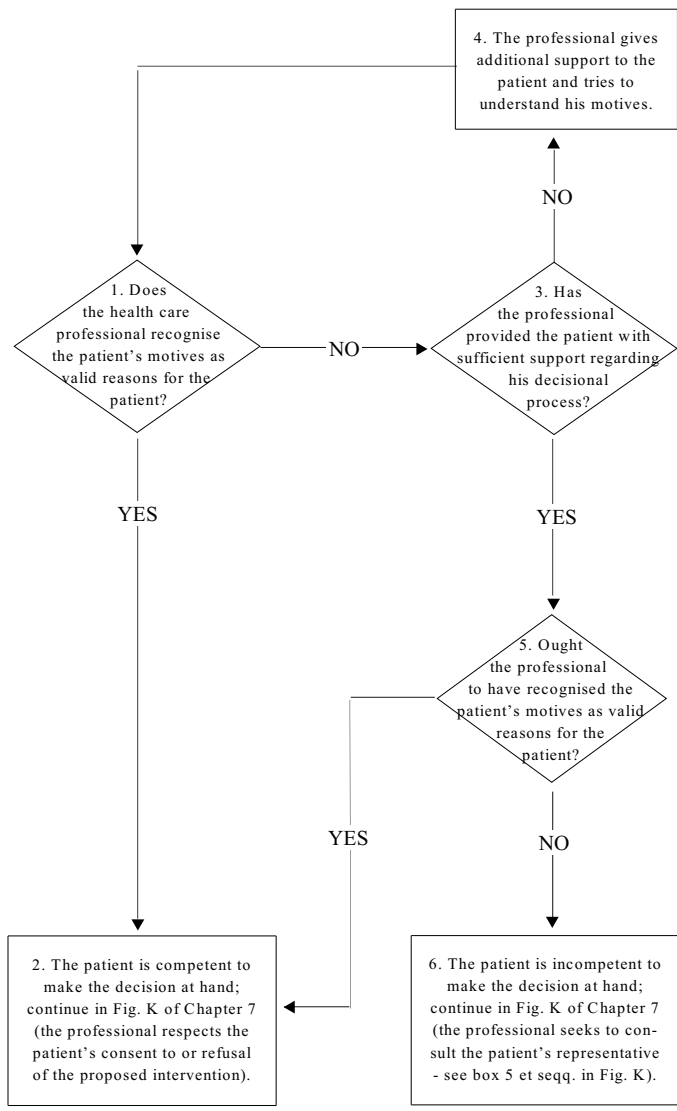 4. The professional gives
additional support to the
patient and tries to
understand his motives.
NO
1. Does
the health care
professional recognise
the patient's motives as
valid reasons for the
patient?
NO
3. Has
the professional
provided the patient with
sufficient support regarding
his decisional
process?
YES
YES
5. Ought
the professional
to have recognised the
patient's motives as valid
reasons for the
patient?
YES
NO
2. The patient is competent to
make the decision at hand;
continue in Fig. K of Chapter 7
(the professional respects the
patient's consent to or refusal
of the proposed intervention).
6. The patient is incompetent to
make the decision at hand;
continue in Fig. K of Chapter 7
(the professional seeks to con-
sult the patient's representative
- see box 5 et seqq. in Fig. K).